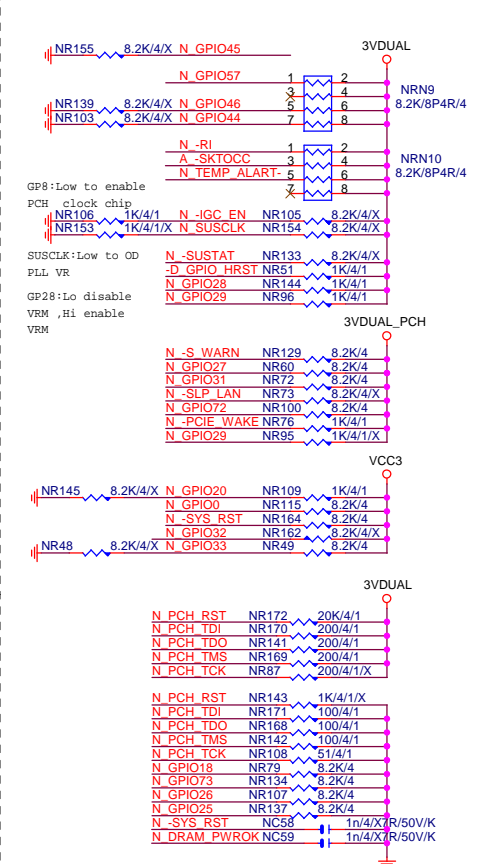 3VDUAL
NR155 8.2K/4/X N_GPIO45
N_GPIO57 1 2
3 4 NRN9
NR139 8.2K/4/X N_GPIO46 5 6 8.2K/8P4R/4
NR103 8.2K/4/X N_GPIO44 7 8
N_-RI 1 2
A_-SKTOCC 3 4 NRN10
N_TEMP_ALART- 5 6 8.2K/8P4R/4
7 8
GP8:Low to enable
PCH clock chip
NR106 1K/4/1 N_-IGC_EN NR105 8.2K/4/X
NR153 1K/4/1/X N_SUSCLK NR154 8.2K/4/X
SUSCLK:Low to OD
PLL VR
GP28:Lo disable
VRM ,Hi enable
VRM
N_-SUSTAT NR133 8.2K/4/X
-D_GPIO_HRST NR51 1K/4/1
N_GPIO28 NR144 1K/4/1
N_GPIO29 NR96 1K/4/1
3VDUAL_PCH
N_-S_WARN NR129 8.2K/4
N_GPIO27 NR60 8.2K/4
N_GPIO31 NR72 8.2K/4
N_-SLP_LAN NR73 8.2K/4/X
N_GPIO72 NR100 8.2K/4
N_-PCIE_WAKE NR76 1K/4/1
N_GPIO29 NR95 1K/4/1/X
VCC3
NR145 8.2K/4/X N_GPIO20 NR109 1K/4/1
N_GPIO0 NR115 8.2K/4
N_-SYS_RST NR164 8.2K/4
N_GPIO32 NR162 8.2K/4/X
NR48 8.2K/4/X N_GPIO33 NR49 8.2K/4
3VDUAL
N_PCH_RST NR172 20K/4/1
N_PCH_TDI NR170 200/4/1
N_PCH_TDO NR141 200/4/1
N_PCH_TMS NR169 200/4/1
N_PCH_TCK NR87 200/4/1/X
N_PCH_RST NR143 1K/4/1/X
N_PCH_TDI NR171 100/4/1
N_PCH_TDO NR168 100/4/1
N_PCH_TMS NR142 100/4/1
N_PCH_TCK NR108 51/4/1
N_GPIO18 NR79 8.2K/4
N_GPIO73 NR134 8.2K/4
N_GPIO26 NR107 8.2K/4
N_GPIO25 NR137 8.2K/4
N_-SYS_RST NC58 1n/4/X7R/50V/K
N_DRAM_PWROK NC59 1n/4/X7R/50V/K